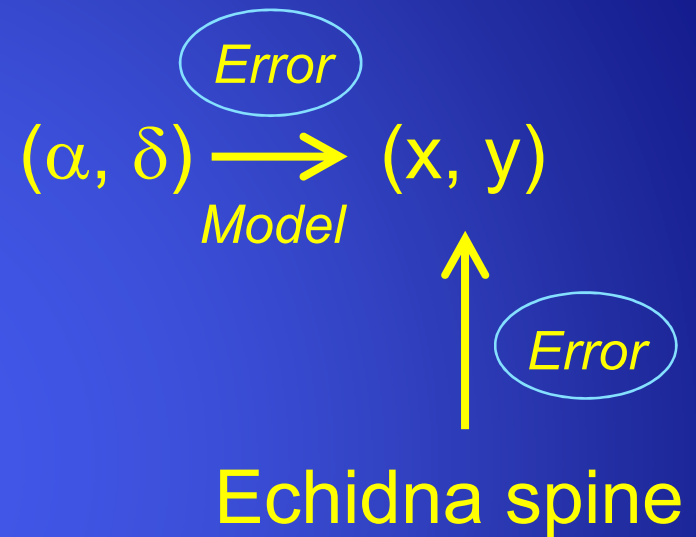 Error
(α, δ) → (x, y)
Model
Error
Echidna spine